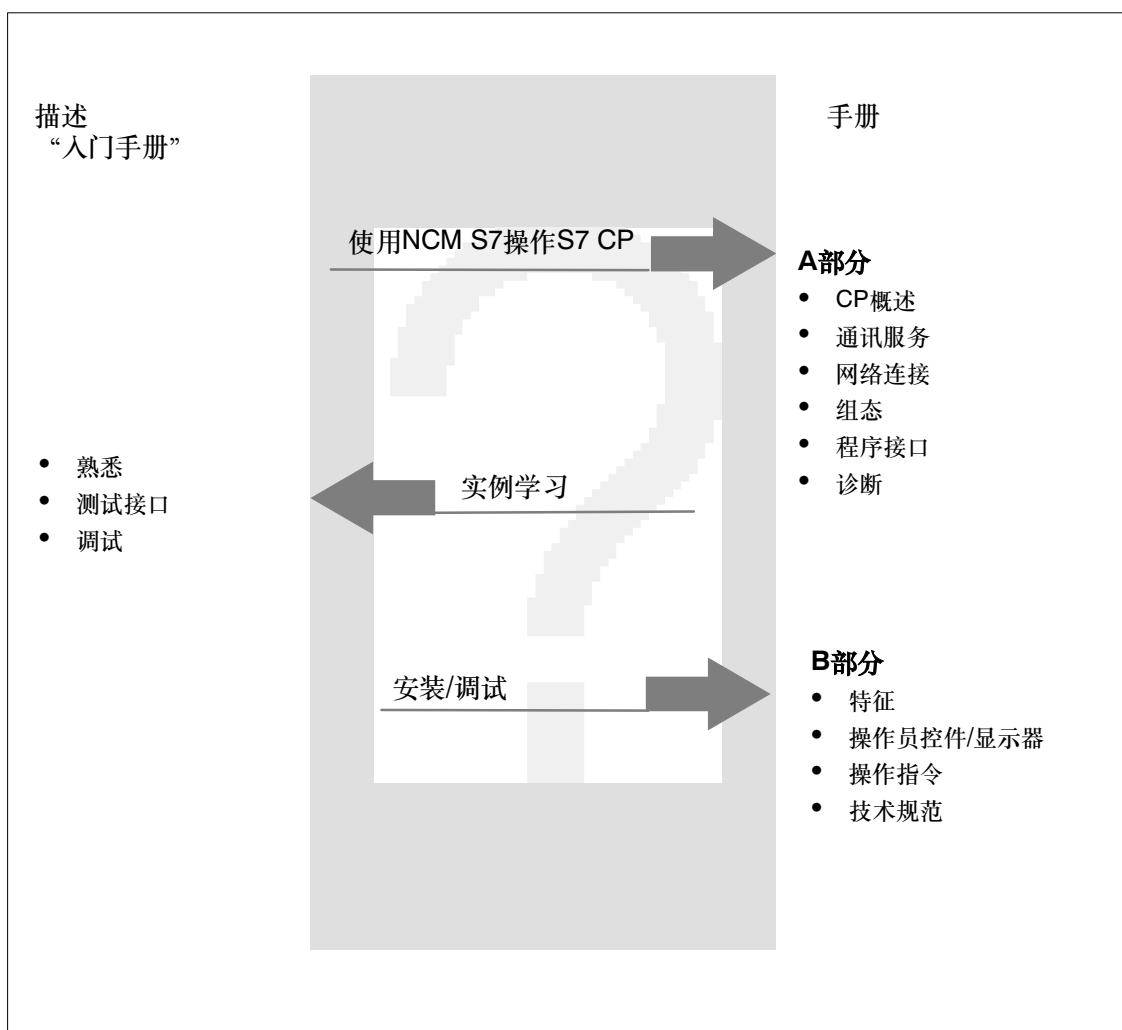 描述
“入门手册”
手册
使用NCM S7操作S7 CP
A部分
• CP概述
• 通讯服务
• 网络连接
• 组态
• 程序接口
• 诊断
实例学习
• 熟悉
• 测试接口
• 调试
安装/调试
B部分
• 特征
• 操作员控件/显示器
• 操作指令
• 技术规范